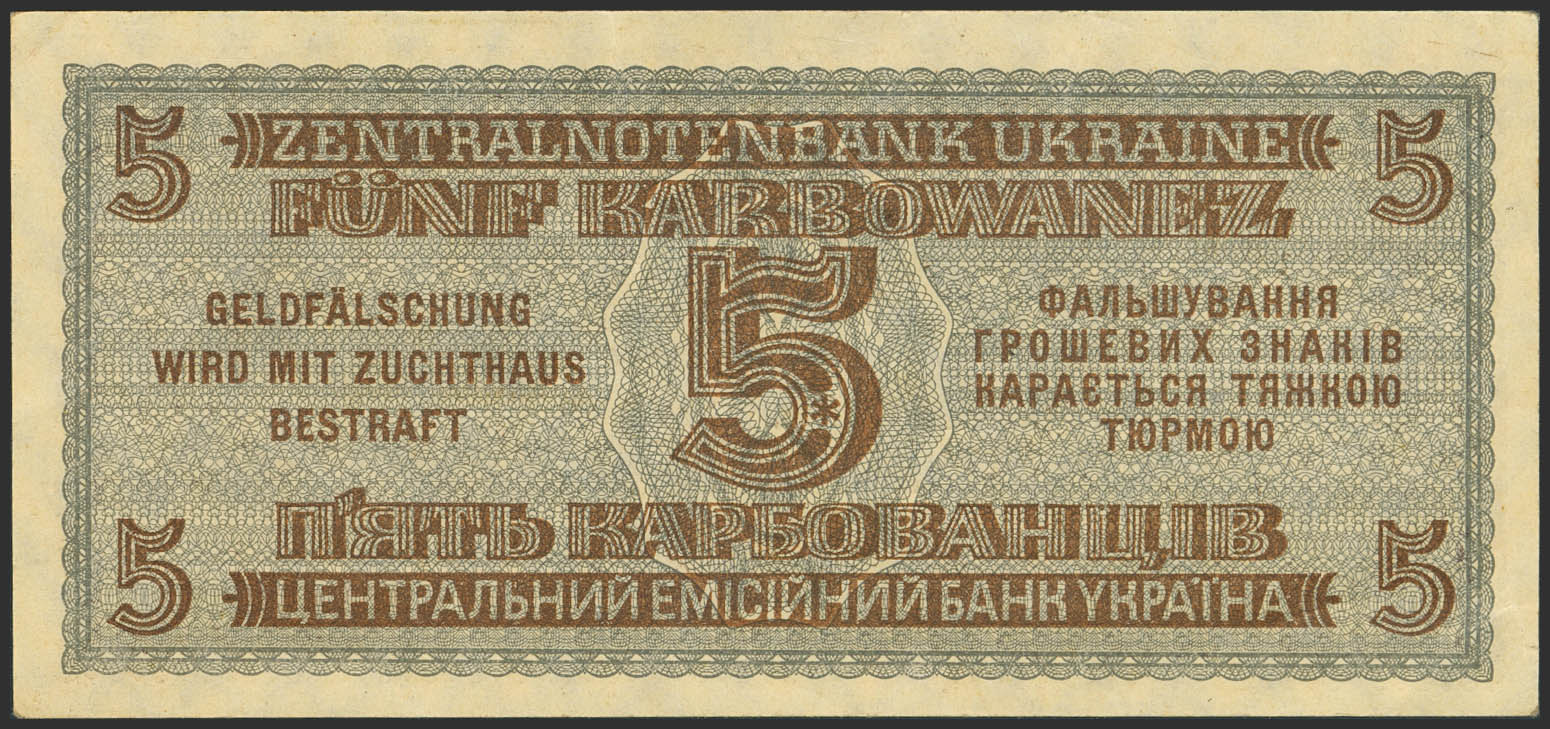 5 ZENTRALNOTENBANK UKRAINE 5
FÜNF KARBOWANEZ
GELDFÄLSCHUNG
WIRD MIT ZUCHTHAUS
BESTRAFT
5
ФАЛЬШУВАННЯ
ГРОШЕВИХ ЗНАКІВ
КАРАЄТЬСЯ ТЯЖКОЮ
ТЮРМОЮ
П'ЯТЬ КАРБОВАНЦІВ
5 ЦЕНТРАЛЬНИЙ ЕМІСІЙНИЙ БАНК УКРАЇНА 5